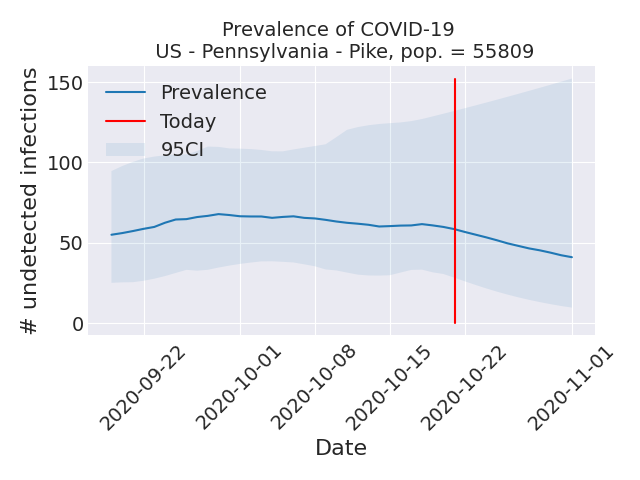 Prevalence of COVID-19
US - Pennsylvania - Pike, pop. = 55809
# undetected infections
150
100
50
0
Prevalence
Today
95CI
2020-09-22
2020-10-01
2020-10-08
2020-10-15
2020-10-22
2020-11-01
Date